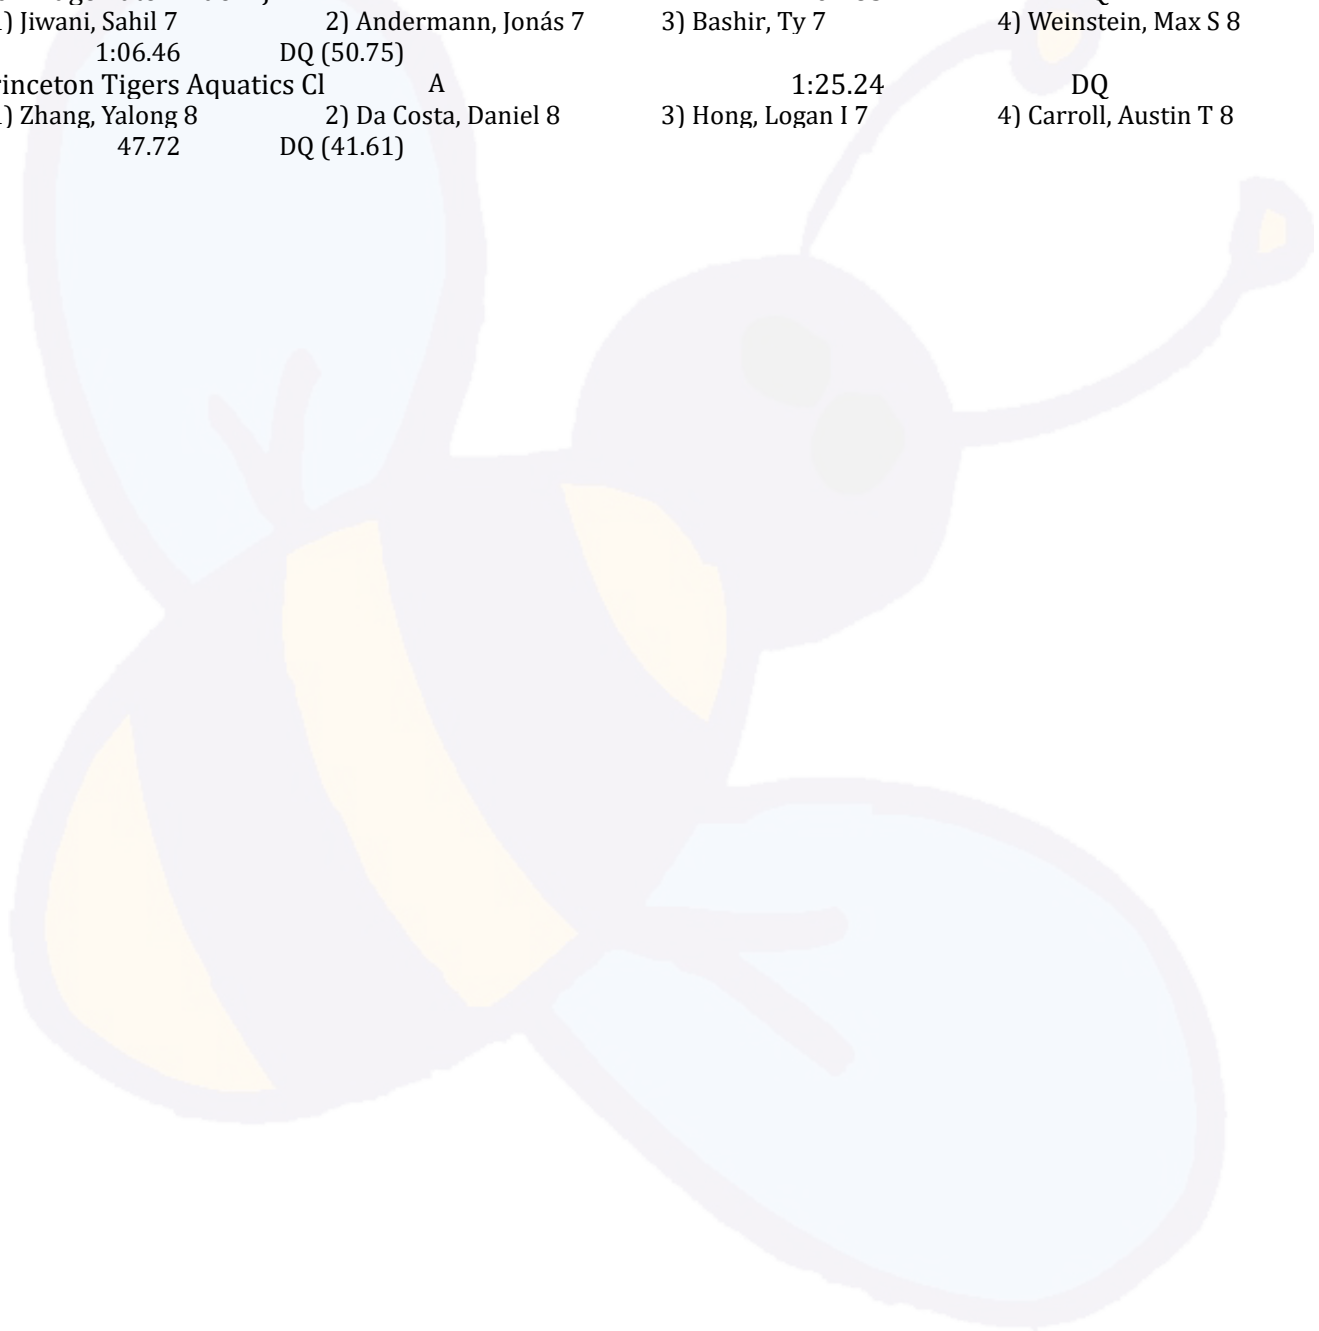 1) Jiwani, Sahil 7 2) Andermann, Jonás 7 3) Bashir, Ty 7 4) Weinstein, Max S 8
1:06.46 DQ (50.75)
rinceton Tigers Aquatics Cl A 1:25.24 DQ
1) Zhang, Yalong 8 2) Da Costa, Daniel 8 3) Hong, Logan I 7 4) Carroll, Austin T 8
47.72 DQ (41.61)